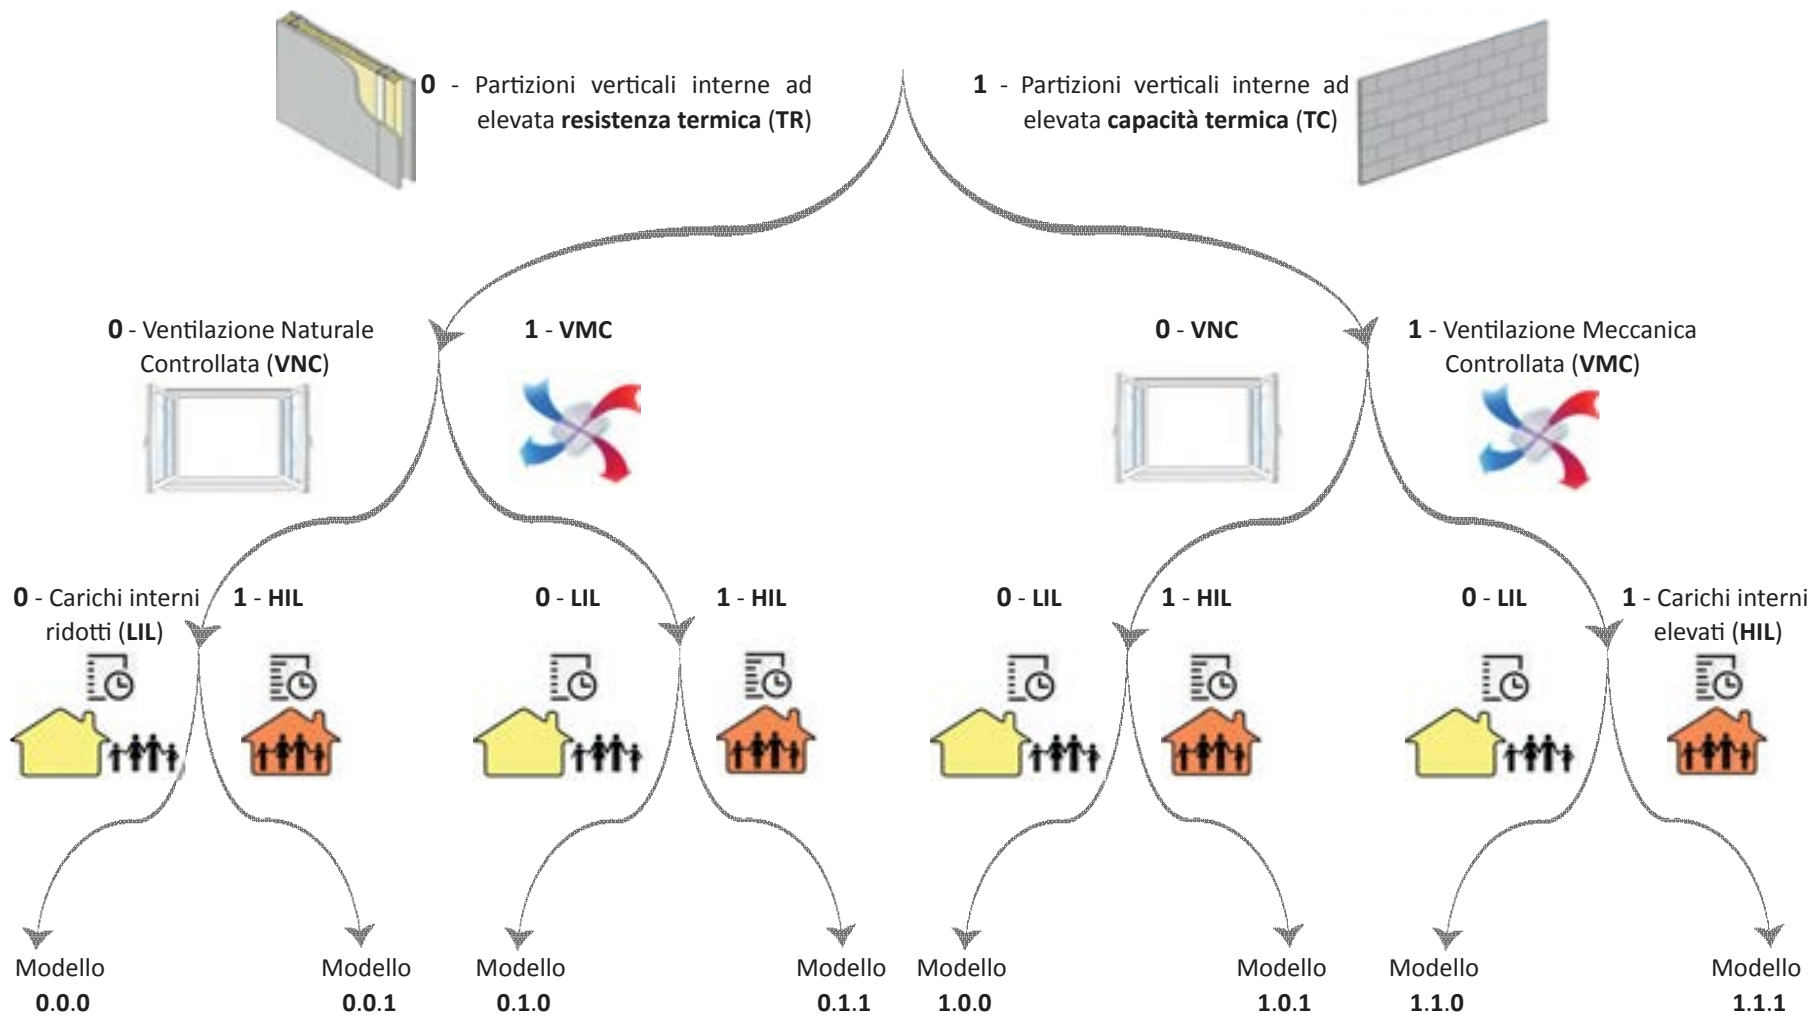 0 - Partizioni verticali interne ad
elevata resistenza termica (TR)
1 - Partizioni verticali interne ad
elevata capacità termica (TC)
0 - Ventilazione Naturale
Controllata (VNC)
1 - VMC
0 - VNC
1 - Ventilazione Meccanica
Controllata (VMC)
0 - Carichi interni
ridotti (LIL)
1 - HIL
0 - LIL
1 - HIL
0 - LIL
1 - HIL
0 - LIL
1 - Carichi interni
elevati (HIL)
Modello
0.0.0
Modello
0.0.1
Modello
0.1.0
Modello
0.1.1
Modello
1.0.0
Modello
1.0.1
Modello
1.1.0
Modello
1.1.1